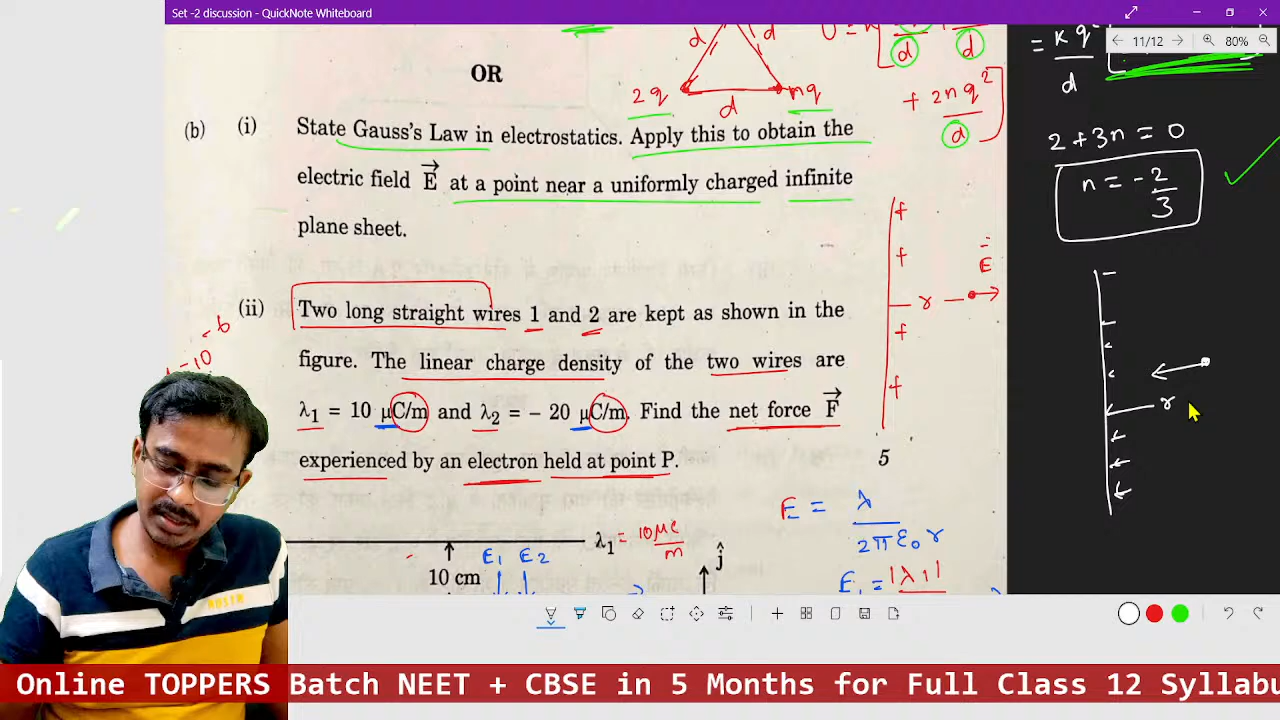 Set -2 discussion - QuickNote Whiteboard
11/12
80%
d
d
d
d
d
2q
nq
d
+ 2nq²
d
OR
(b) (i) State Gauss's Law in electrostatics. Apply this to obtain the
electric field E⃗ at a point near a uniformly charged infinite
plane sheet.
(ii) Two long straight wires 1 and 2 are kept as shown in the
figure. The linear charge density of the two wires are
λ₁ = 10 μC/m and λ₂ = – 20 μC/m. Find the net force F⃗
experienced by an electron held at point P.
5
10 cm
E₁ E₂
λ₁ = 10μc/m
ĵ
E = λ / 2πε₀r
E₁ = |λ₁|
r
E
= Kq²/d
2 + 3n = 0
n = -2/3
r
Online TOPPERS Batch NEET + CBSE in 5 Months for Full Class 12 Syllabu